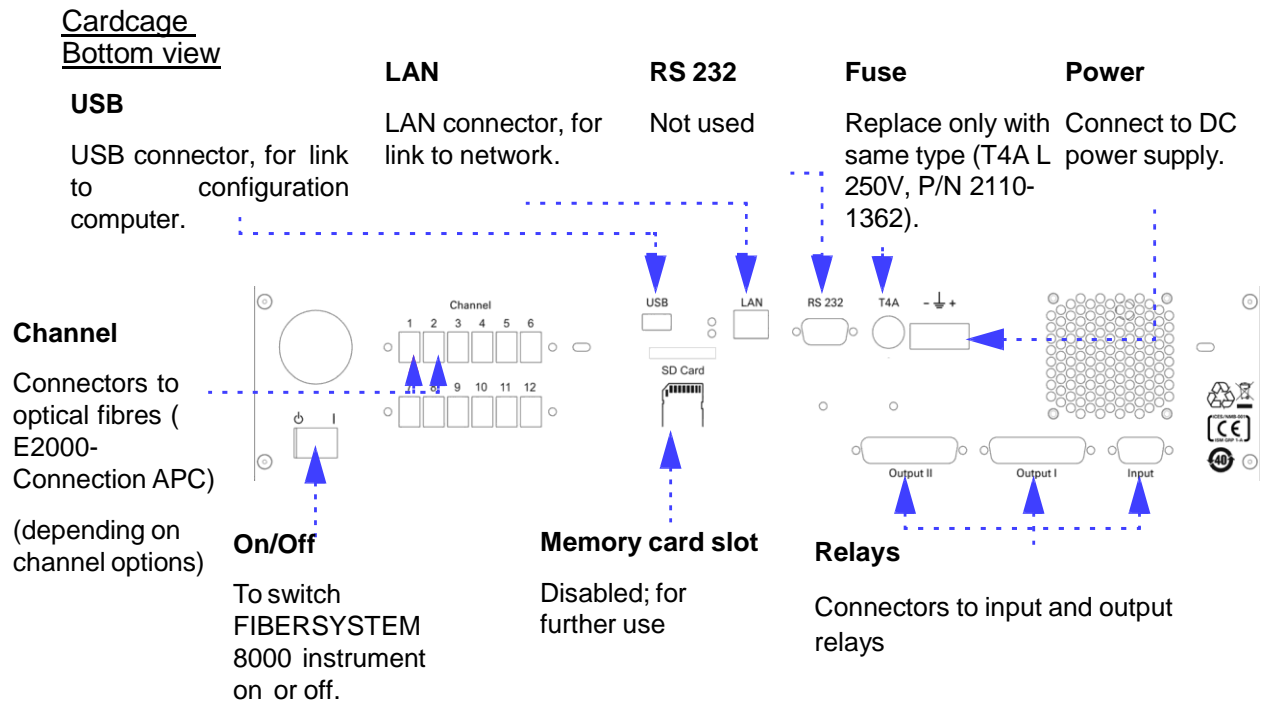 Cardcage
Bottom view
USB
USB connector, for link
to configuration
computer.
LAN
LAN connector, for
link to network.
RS 232
Not used
Fuse
Replace only with
same type (T4A L
250V, P/N 2110-
1362).
Power
Connect to DC
power supply.
Channel
Connectors to
optical fibres (
E2000-
Connection APC)
(depending on
channel options)
Channel
1 2 3 4 5 6
7 8 9 10 11 12
USB
LAN
RS 232
T4A
- +
SD Card
Output II
Output I
Input
CE
40
On/Off
To switch
FIBERSYSTEM
8000 instrument
on or off.
Memory card slot
Disabled; for
further use
Relays
Connectors to input and output
relays